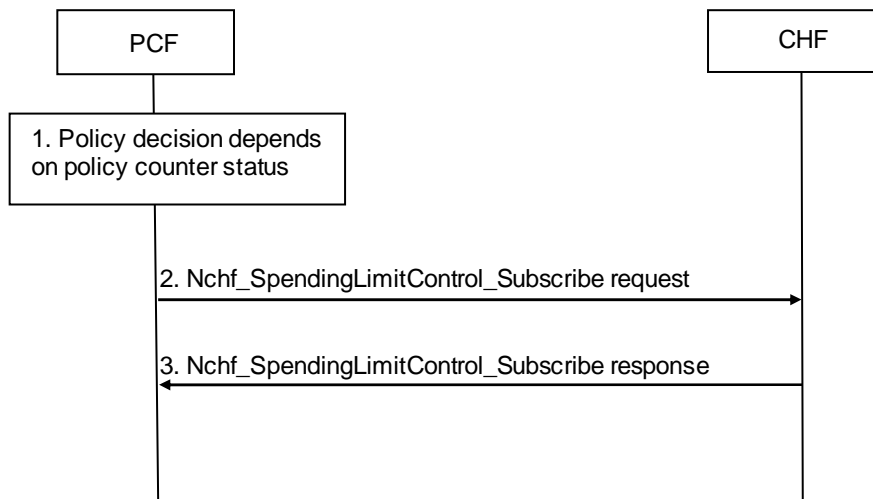 PCF
CHF
1. Policy decision depends
on policy counter status
2. Nchf_SpendingLimitControl_Subscribe request
3. Nchf_SpendingLimitControl_Subscribe response